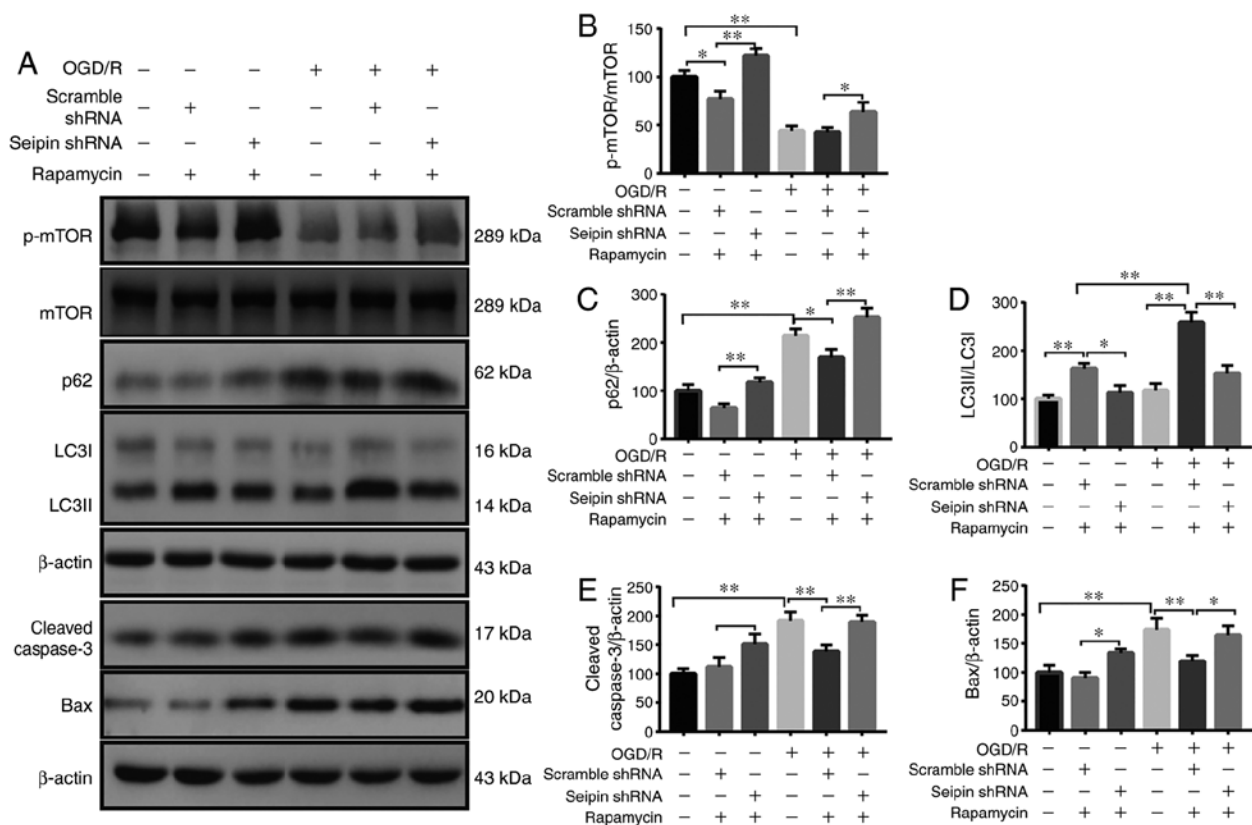 A
OGD/R – – – + + +
Scramble
shRNA – + – – + –
Seipin shRNA – – + – – +
Rapamycin – + + – + +
p-mTOR 289 kDa
mTOR 289 kDa
p62 62 kDa
LC3I 16 kDa
LC3II 14 kDa
β-actin 43 kDa
Cleaved
caspase-3 17 kDa
Bax 20 kDa
β-actin 43 kDa
B
p-mTOR/mTOR
150
100
50
0
* ** ** *
OGD/R – – – + + +
Scramble shRNA – + – – + –
Seipin shRNA – – + – – +
Rapamycin – + + – + +
C
p62/β-actin
300
200
100
0
** ** * **
OGD/R – – – + + +
Scramble shRNA – + – – + –
Seipin shRNA – – + – – +
Rapamycin – + + – + +
D
LC3II/LC3I
300
200
100
0
** * ** ** **
OGD/R – – – + + +
Scramble shRNA – + – – + –
Seipin shRNA – – + – – +
Rapamycin – + + – + +
E
Cleaved
caspase-3/β-actin
250
200
150
100
50
0
** ** **
OGD/R – – – + + +
Scramble shRNA – + – – + –
Seipin shRNA – – + – – +
Rapamycin – + + – + +
F
Bax/β-actin
250
200
150
100
50
0
** * ** *
OGD/R – – – + + +
Scramble shRNA – + – – + –
Seipin shRNA – – + – – +
Rapamycin – + + – + +